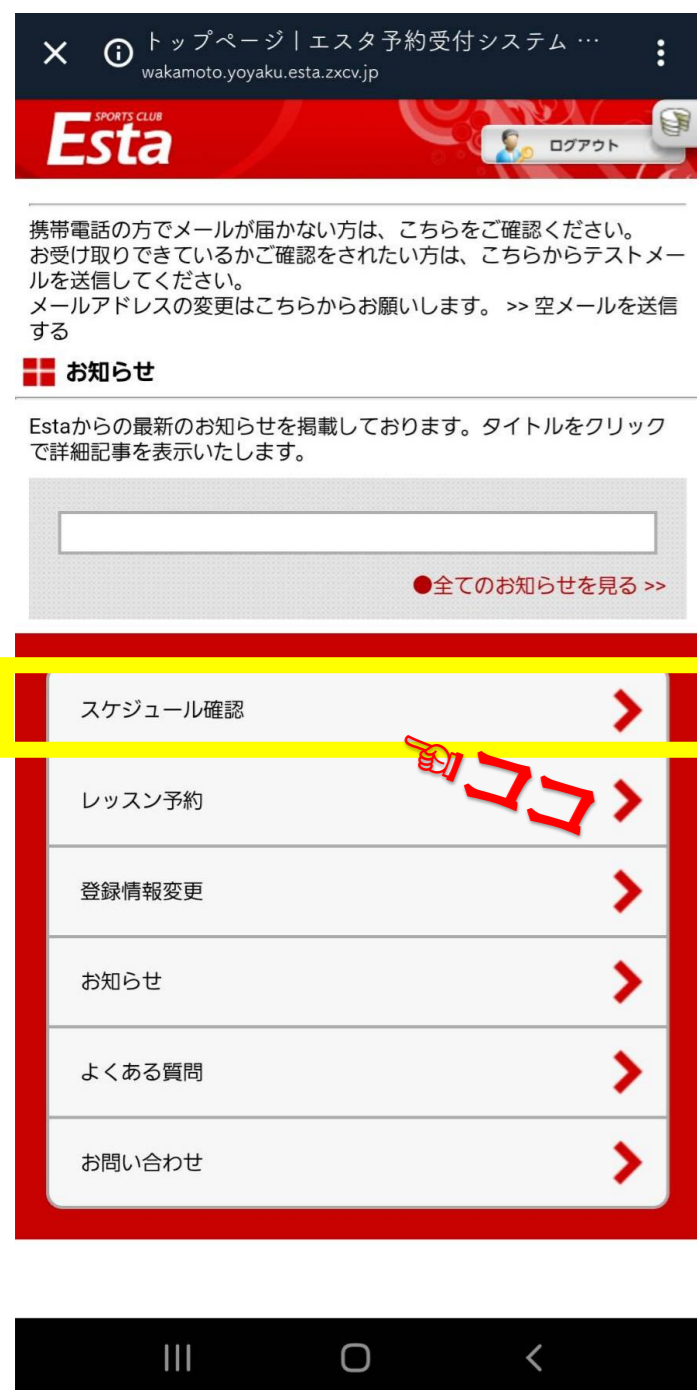 トップページ | エスタ予約受付システム …
wakamoto.yoyaku.esta.zxcv.jp
SPORTS CLUB
Esta
ログアウト
携帯電話の方でメールが届かない方は、こちらをご確認ください。
お受け取りできているかご確認をされたい方は、こちらからテストメー
ルを送信してください。
メールアドレスの変更はこちらからお願いします。 >> 空メールを送信
する
お知らせ
Estaからの最新のお知らせを掲載しております。タイトルをクリック
で詳細記事を表示いたします。
●全てのお知らせを見る >>
スケジュール確認
☜ココ
レッスン予約
登録情報変更
お知らせ
よくある質問
お問い合わせ